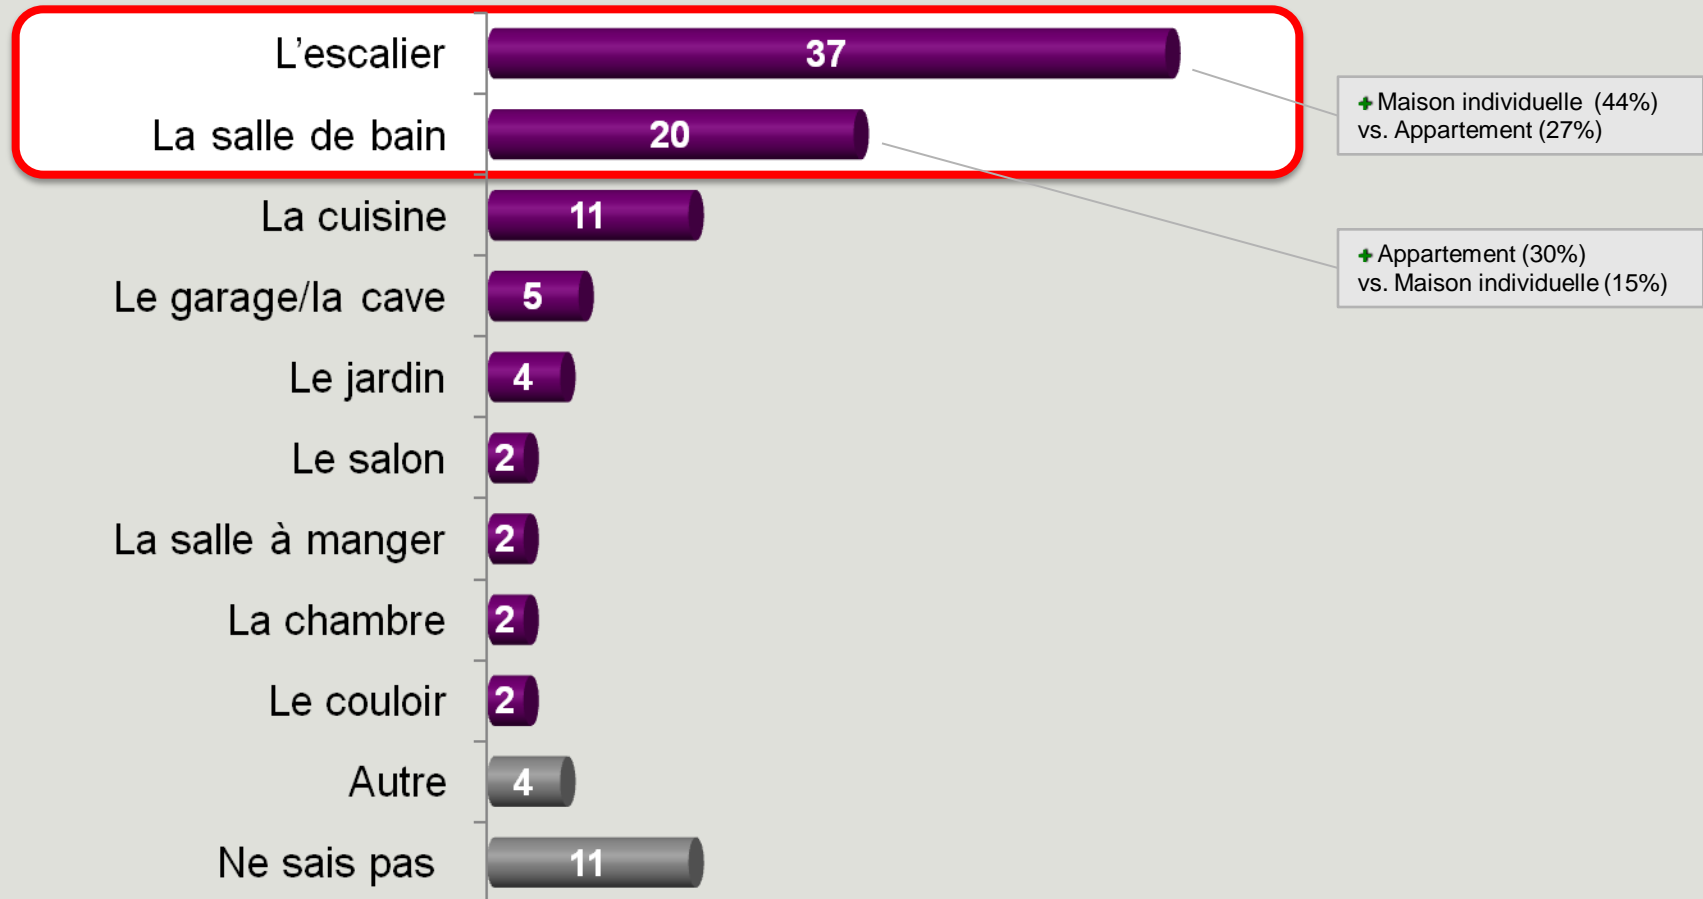 L'escalier 37
La salle de bain 20
La cuisine 11
Le garage/la cave 5
Le jardin 4
Le salon 2
La salle à manger 2
La chambre 2
Le couloir 2
Autre 4
Ne sais pas 11
+ Maison individuelle (44%)
vs. Appartement (27%)
+ Appartement (30%)
vs. Maison individuelle (15%)